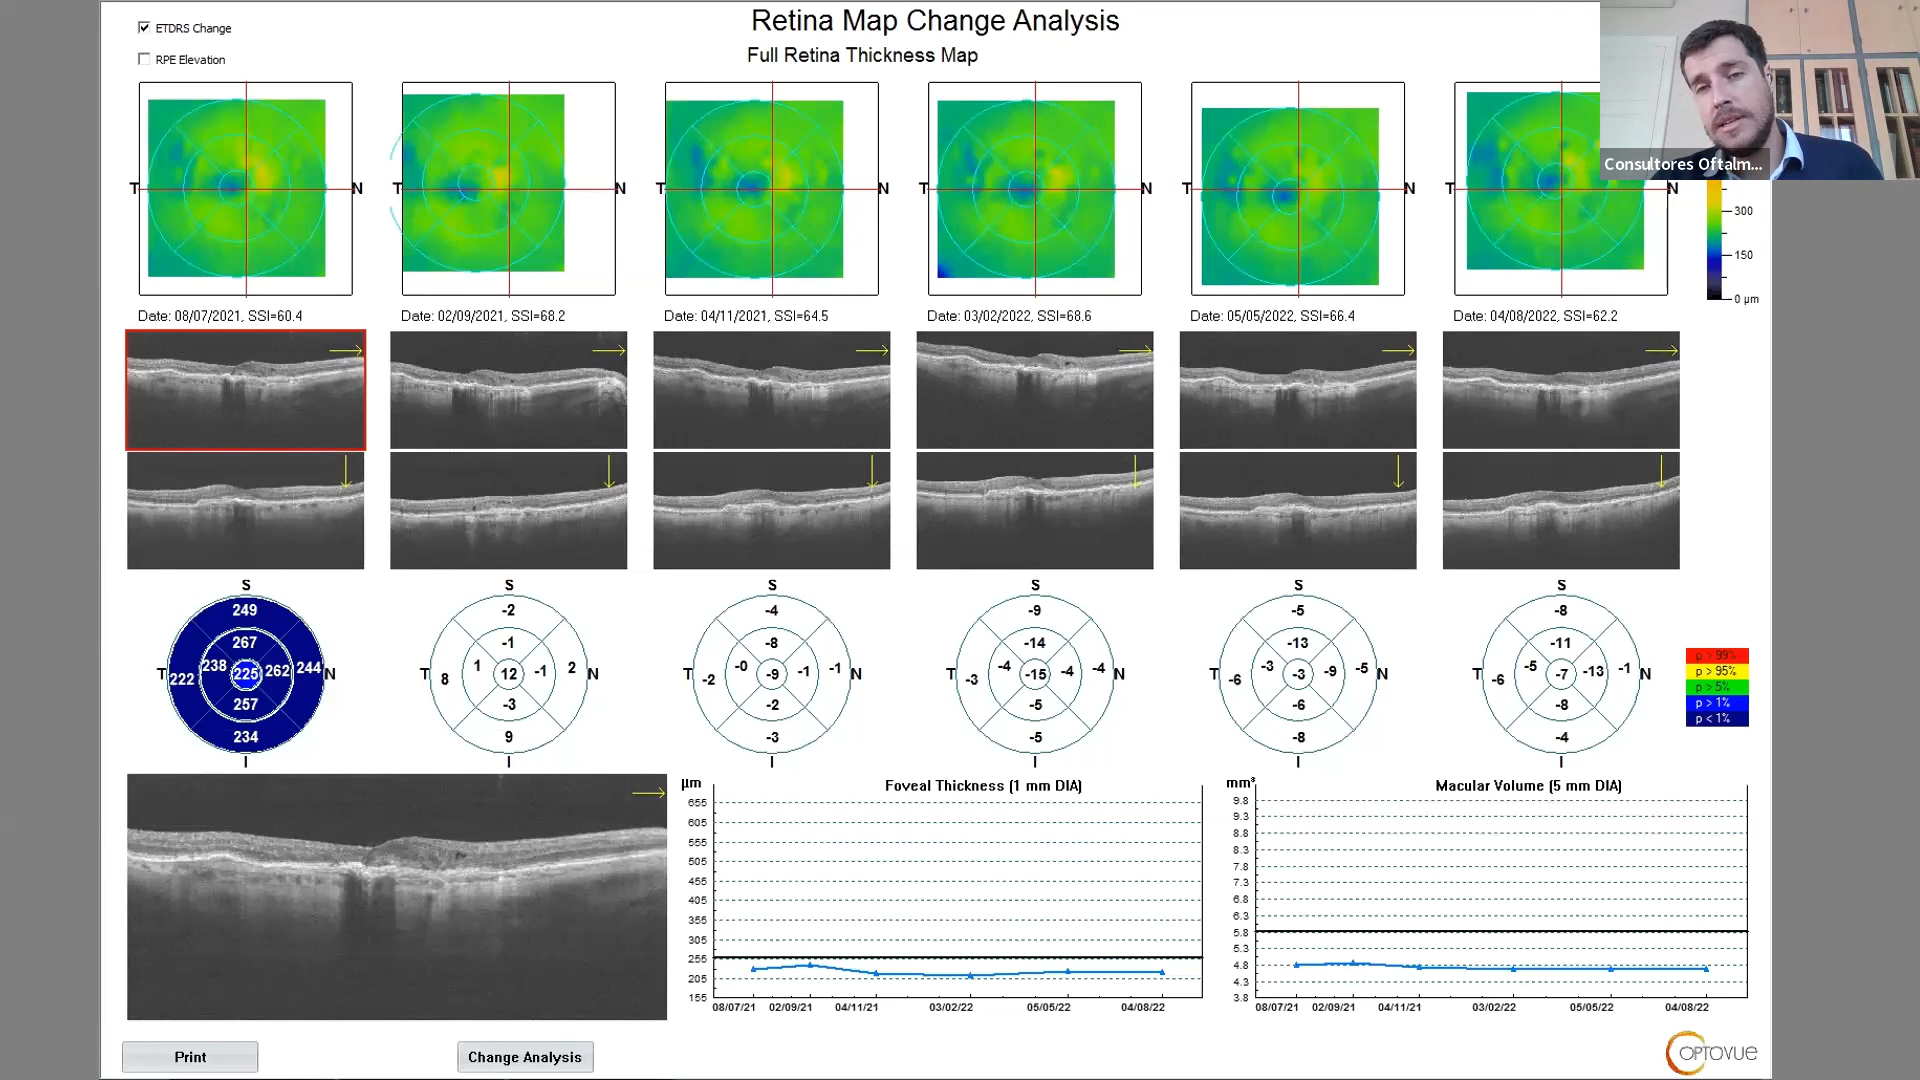 Retina Map Change Analysis
Full Retina Thickness Map
ETDRS Change
RPE Elevation
Consultores Oftalm...
T N T N T N T N T N T N
300
150
0 µm
Date: 08/07/2021, SSI=60.4
Date: 02/09/2021, SSI=68.2
Date: 04/11/2021, SSI=64.5
Date: 03/02/2022, SSI=68.6
Date: 05/05/2022, SSI=66.4
Date: 04/08/2022, SSI=62.2
S
249
267
T 222 238 225 262 244 N
257
234
I
S
-2
-1
T 8 1 12 -1 2 N
-3
9
I
S
-4
-8
T -2 -0 -9 -1 -1 N
-2
-3
I
S
-9
-14
T -3 -4 -15 -4 -4 N
-5
-5
I
S
-5
-13
T -6 -3 -3 -9 -5 N
-6
-8
I
S
-8
-11
T -6 -5 -7 -13 -1 N
-8
-4
I
p > 99%
p > 95%
p > 5%
p > 1%
p < 1%
µm
Foveal Thickness (1 mm DIA)
655
605
555
505
455
405
355
305
255
205
155
08/07/21 02/09/21 04/11/21 03/02/22 05/05/22 04/08/22
mm³
Macular Volume (5 mm DIA)
9.8
9.3
8.8
8.3
7.8
7.3
6.8
6.3
5.8
5.3
4.8
4.3
3.8
08/07/21 02/09/21 04/11/21 03/02/22 05/05/22 04/08/22
Print
Change Analysis
OPTOVUE